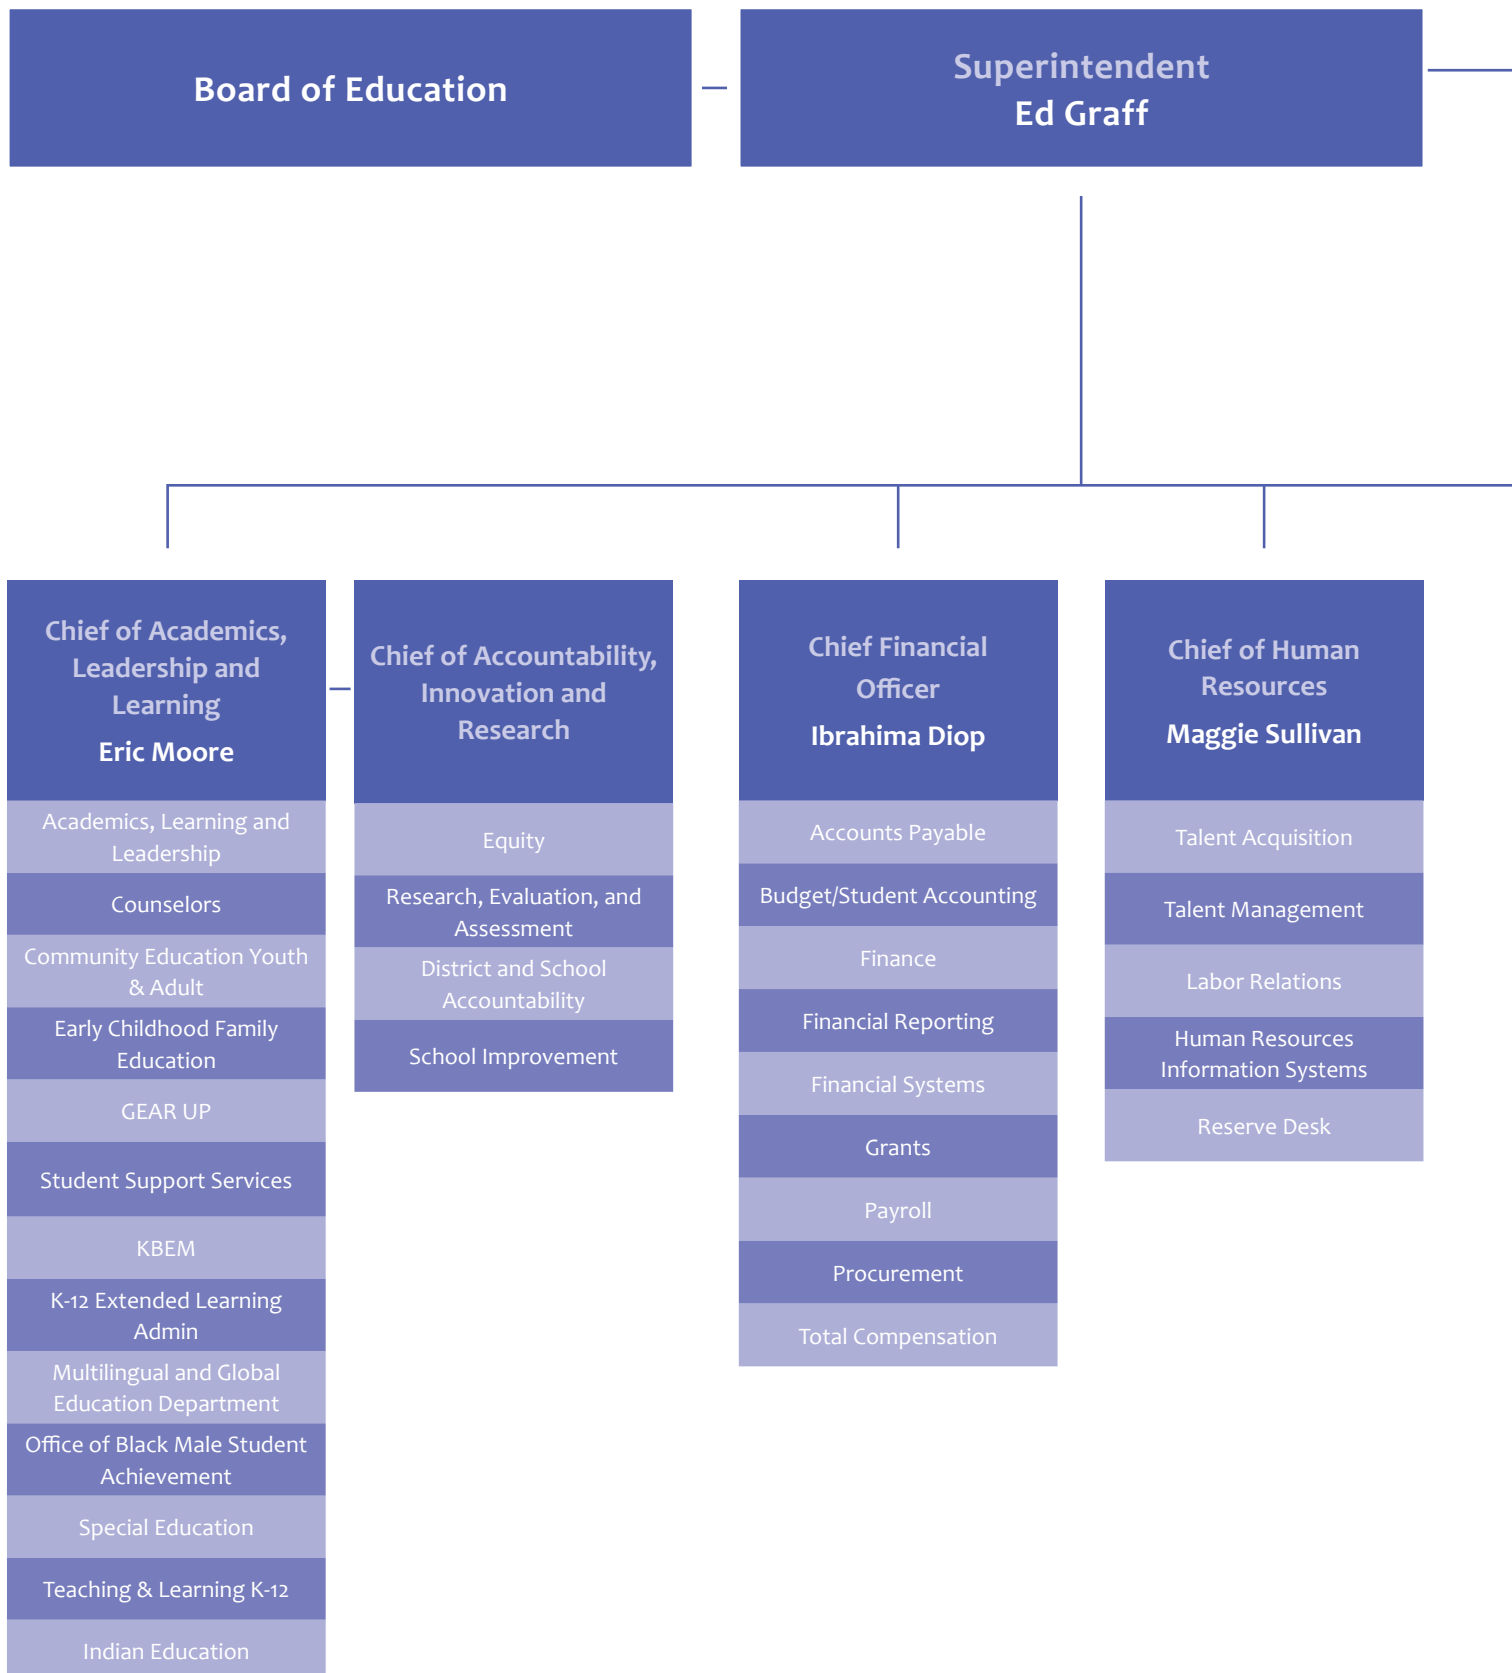 Board of Education
Superintendent
Ed Graff
Chief of Academics,
Leadership and
Learning
Eric Moore
Academics, Learning and
Leadership
Counselors
Community Education Youth
& Adult
Early Childhood Family
Education
GEAR UP
Student Support Services
KBEM
K-12 Extended Learning
Admin
Multilingual and Global
Education Department
Office of Black Male Student
Achievement
Special Education
Teaching & Learning K-12
Indian Education
Chief of Accountability,
Innovation and
Research
Equity
Research, Evaluation, and
Assessment
District and School
Accountability
School Improvement
Chief Financial
Officer
Ibrahima Diop
Accounts Payable
Budget/Student Accounting
Finance
Financial Reporting
Financial Systems
Grants
Payroll
Procurement
Total Compensation
Chief of Human
Resources
Maggie Sullivan
Talent Acquisition
Talent Management
Labor Relations
Human Resources
Information Systems
Reserve Desk